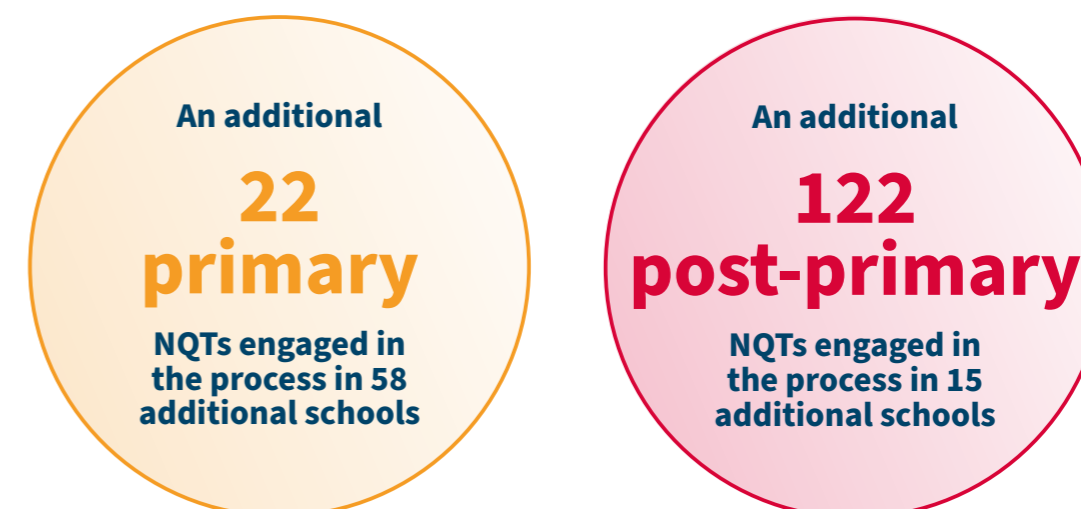 An additional
22
primary
NQTs engaged in
the process in 58
additional schools
An additional
122
post-primary
NQTs engaged in
the process in 15
additional schools